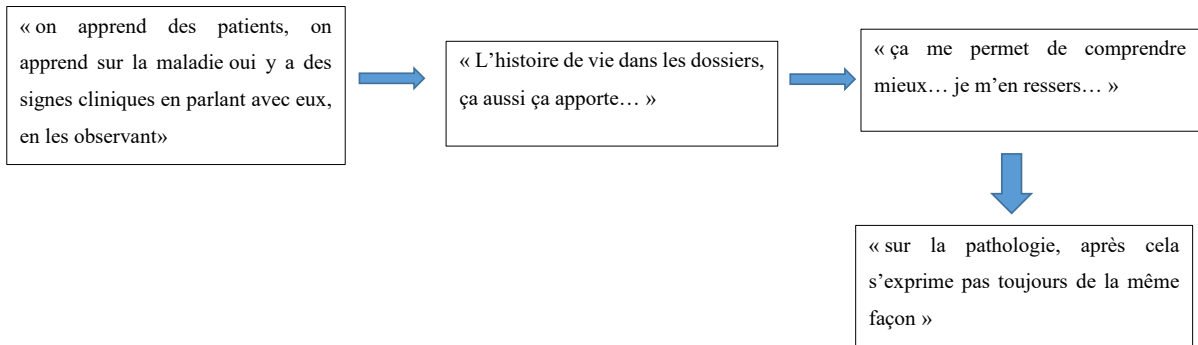 « on apprend des patients, on
apprend sur la maladie oui y a des
signes cliniques en parlant avec eux,
en les observant»
« L’histoire de vie dans les dossiers,
ça aussi ça apporte… »
« ça me permet de comprendre
mieux… je m’en ressers… »
« sur la pathologie, après cela
s’exprime pas toujours de la même
façon »